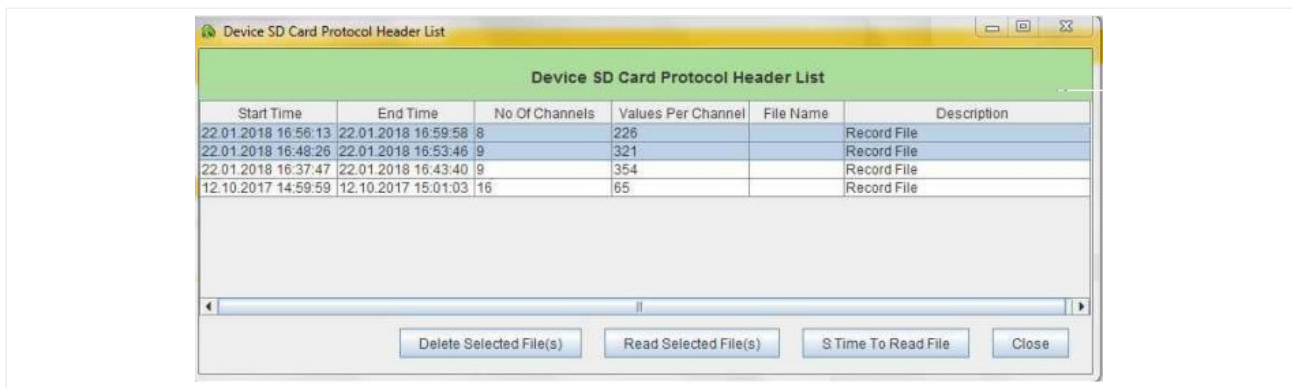 Device SD Card Protocol Header List
Device SD Card Protocol Header List
Start Time End Time No Of Channels Values Per Channel File Name Description
22.01.2018 16:56:13 22.01.2018 16:59:58 8 226 Record File
22.01.2018 16:48:26 22.01.2018 16:53:46 9 321 Record File
22.01.2018 16:37:47 22.01.2018 16:43:40 9 354 Record File
12.10.2017 14:59:59 12.10.2017 15:01:03 16 65 Record File
Delete Selected File(s) Read Selected File(s) S.Time To Read File Close